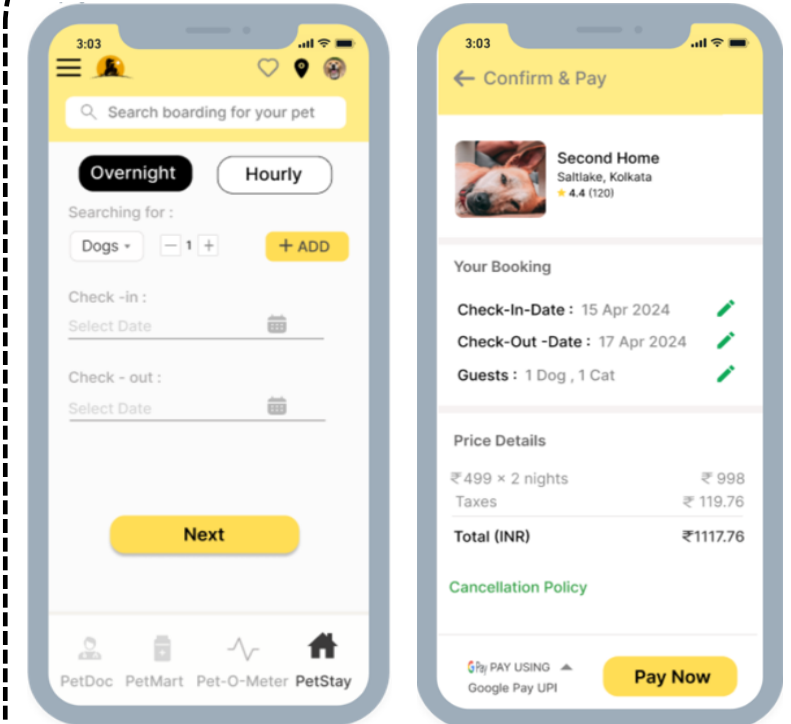 3:03
Search boarding for your pet
Overnight Hourly
Searching for :
Dogs 1 + ADD
Check -in :
Select Date
Check - out :
Select Date
Next
PetDoc PetMart Pet-O-Meter PetStay
3:03
Confirm & Pay
Second Home
Saltlake, Kolkata
4.4 (120)
Your Booking
Check-In-Date : 15 Apr 2024
Check-Out -Date : 17 Apr 2024
Guests : 1 Dog , 1 Cat
Price Details
₹499 × 2 nights ₹ 998
Taxes ₹ 119.76
Total (INR) ₹1117.76
Cancellation Policy
G Pay PAY USING
Google Pay UPI
Pay Now